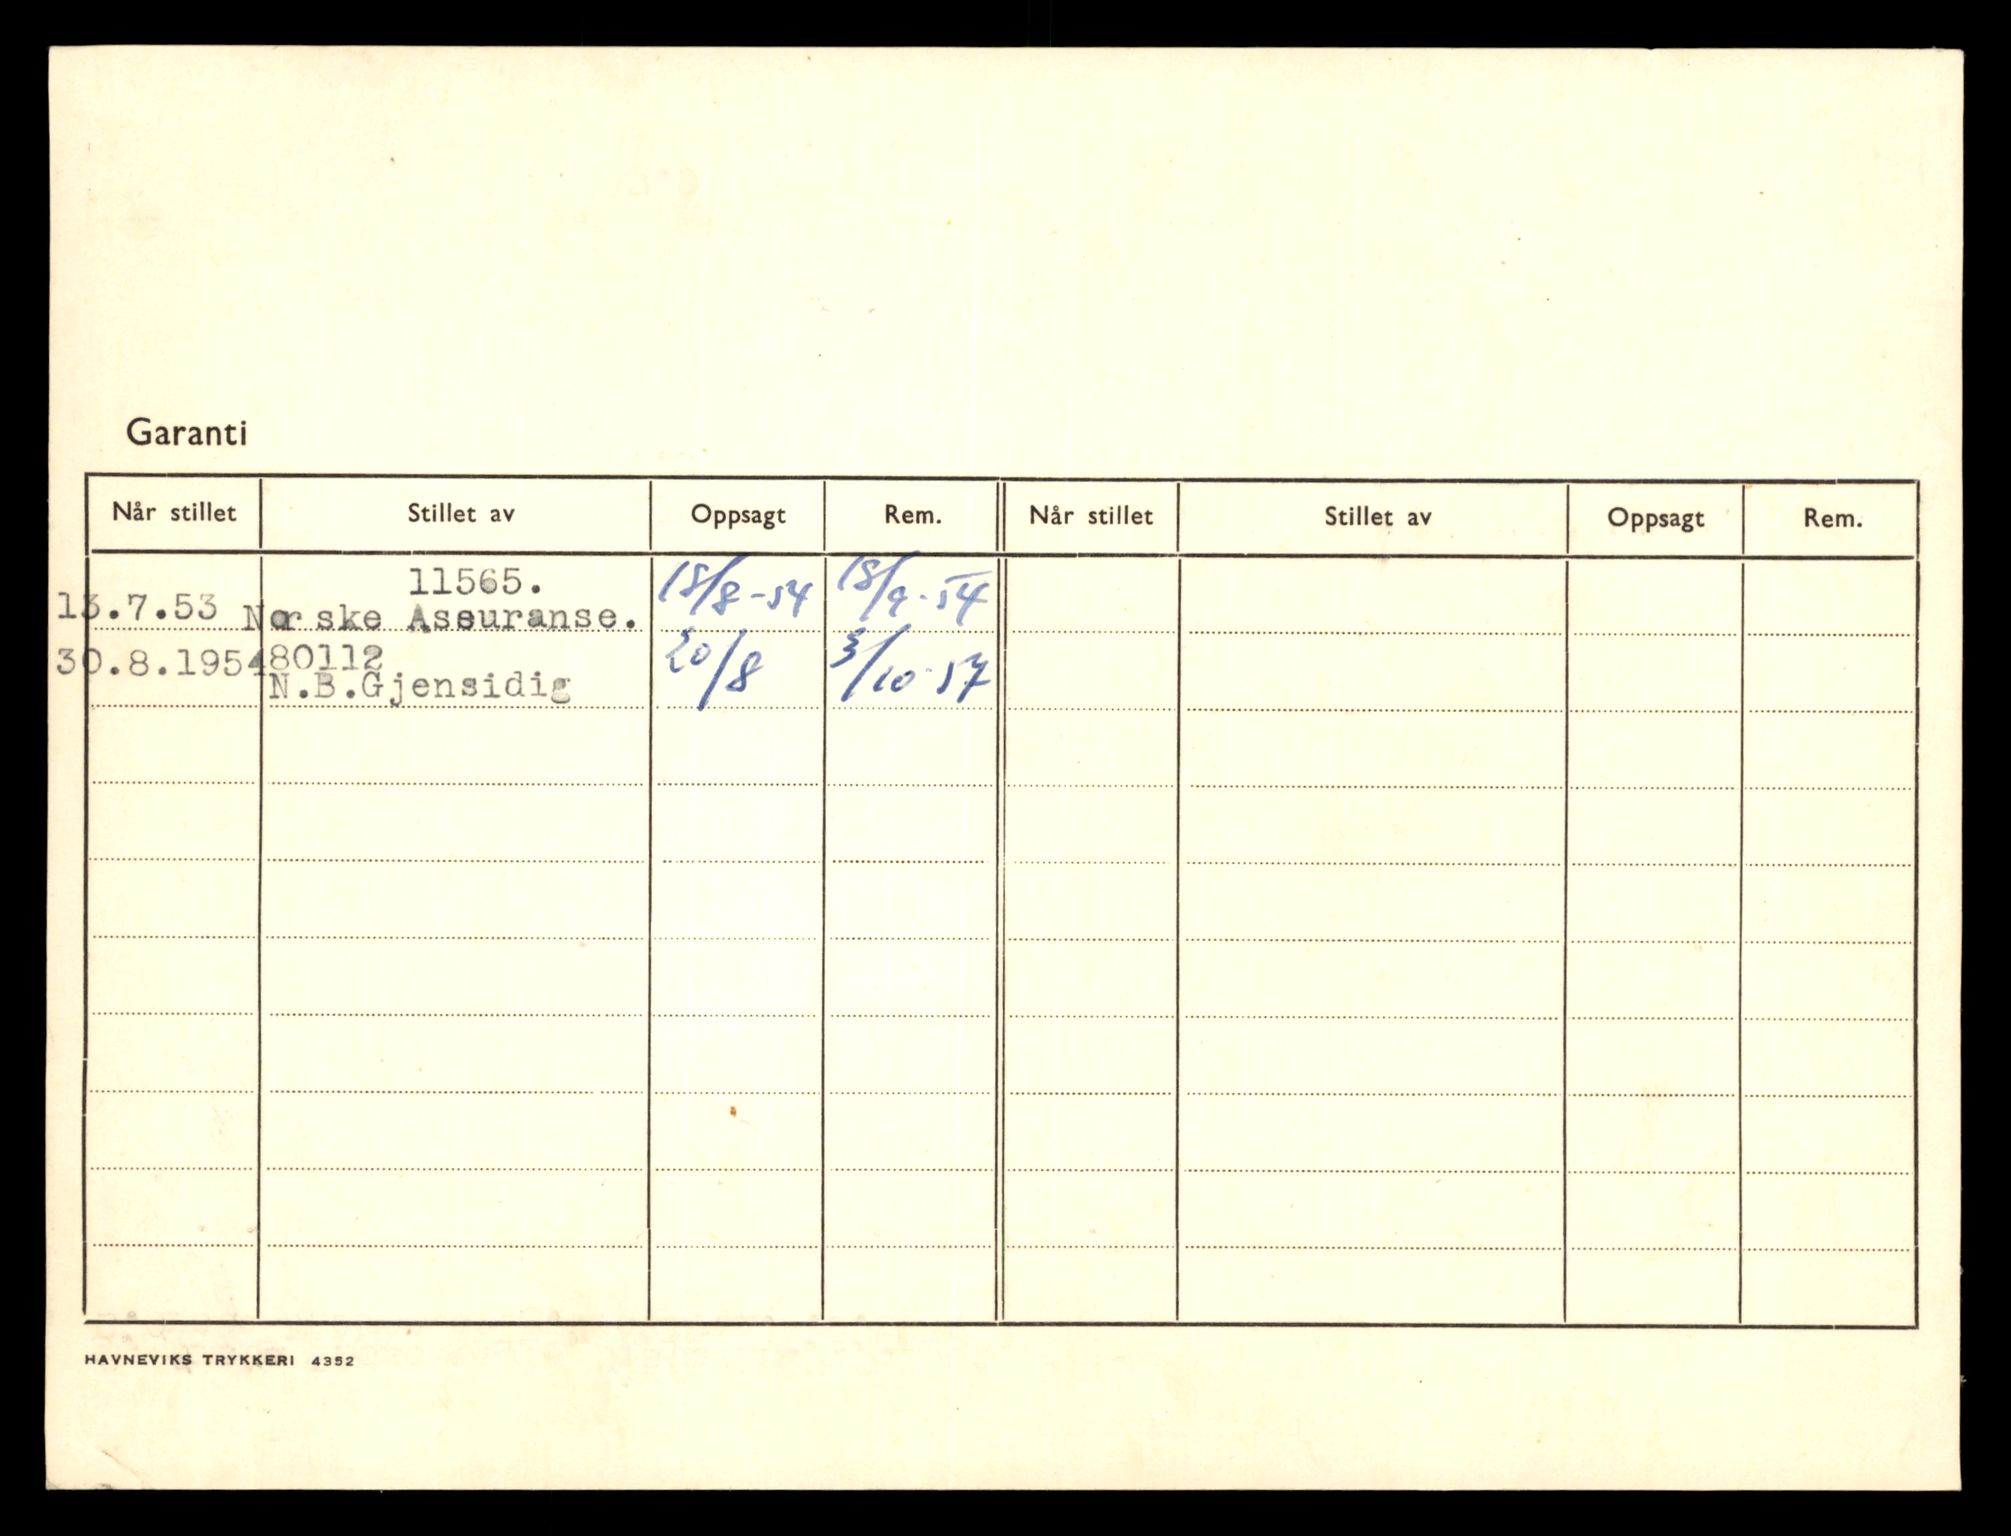 Garanti
Når stillet Stillet av Oppsagt Rem. Når stillet Stillet av Oppsagt Rem.
11565. 18/8-54 18/9-54
13.7.53 Norske Assuranse.
30.8.1954 80112 20/8 3/10-57
N.B.Gjensidig
HAVNEVIKS TRYKKERI 4352